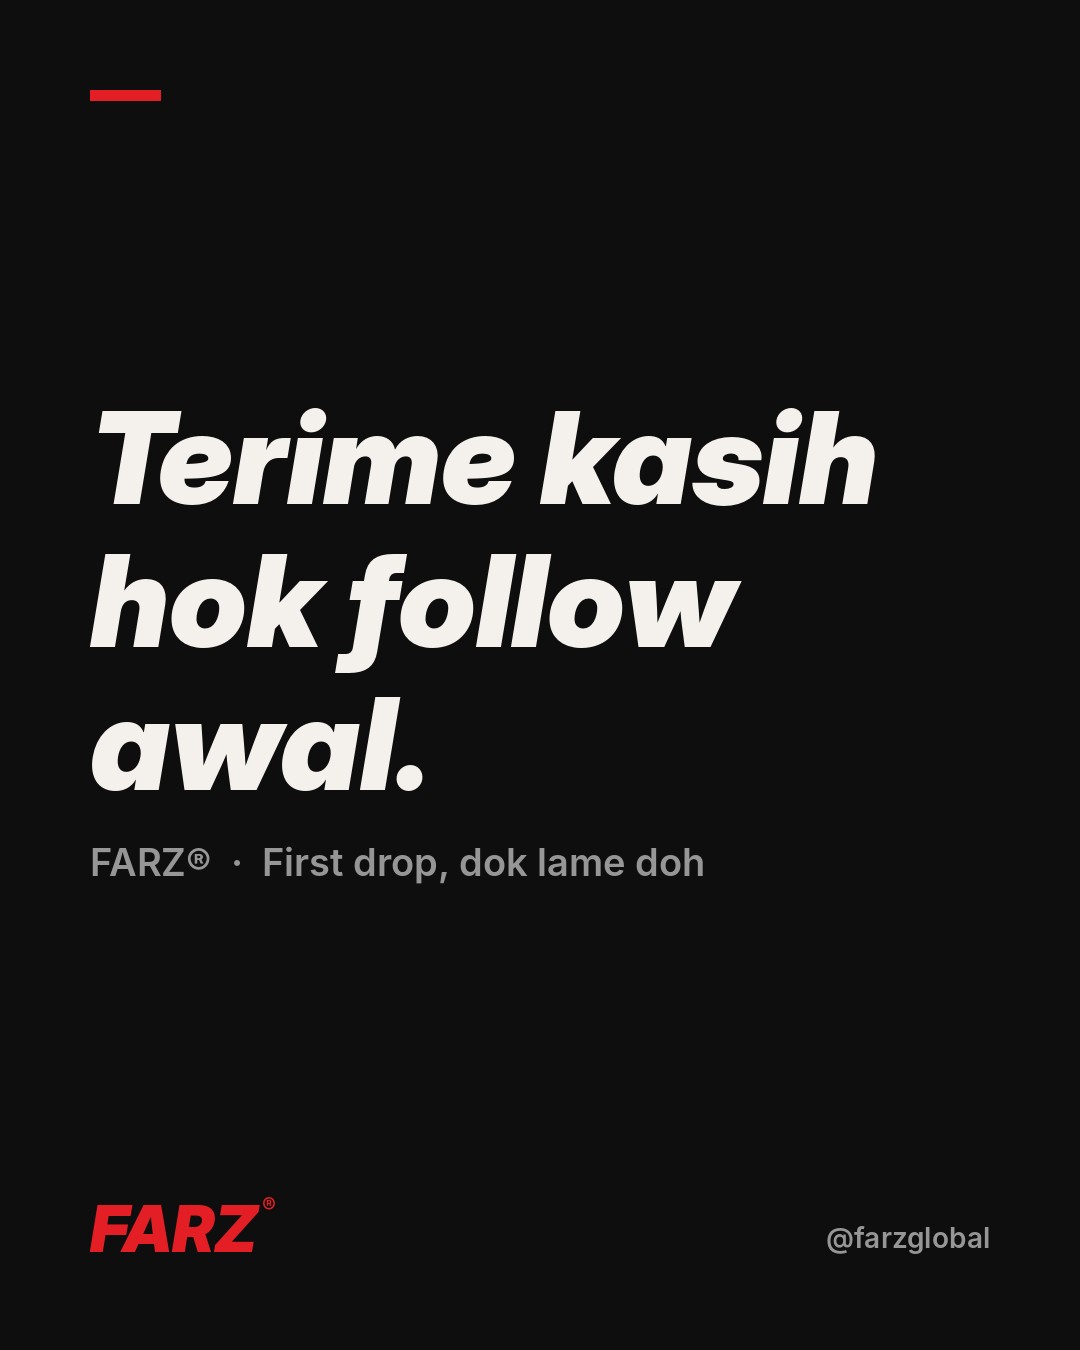 Terime kasih
hok follow
awal.
FARZ® · First drop, dok lame doh
FARZ®
@farzglobal